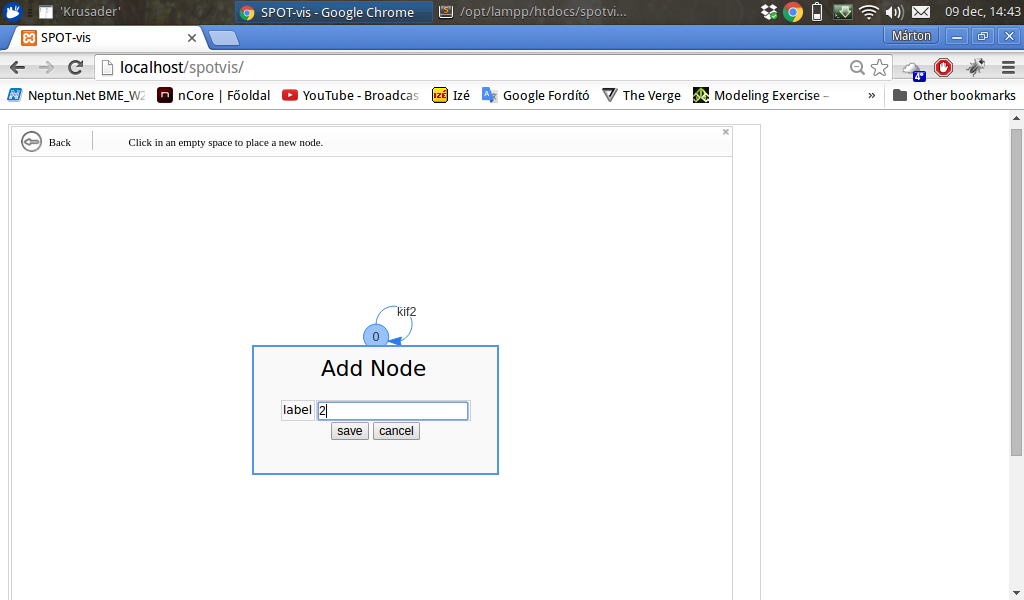 'Krusader'
SPOT-vis - Google Chrome
/opt/lampp/htdocs/spotvi...
09 dec, 14:43
SPOT-vis
Márton
localhost/spotvis/
4°
Neptun.Net BME_W2
nCore | Főoldal
YouTube - Broadcas
IZÉ
Izé
Google Fordító
The Verge
Modeling Exercise –
»
Other bookmarks
Back
Click in an empty space to place a new node.
kif2
0
Add Node
label
2
save
cancel